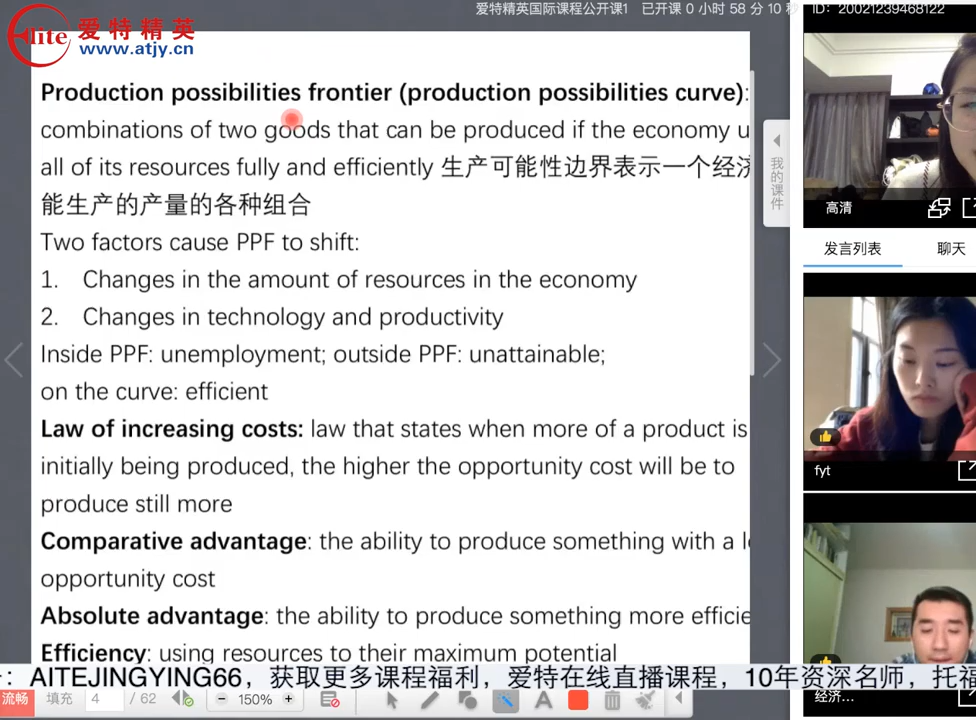 爱特精英国际课程公开课1 已开课 0 小时 58 分 10 秒
ID: 20021239468122
Elite 爱特精英
www.atjy.cn
Production possibilities frontier (production possibilities curve):
combinations of two goods that can be produced if the economy u
all of its resources fully and efficiently 生产可能性边界表示一个经济
能生产的产量的各种组合
Two factors cause PPF to shift:
1. Changes in the amount of resources in the economy
2. Changes in technology and productivity
Inside PPF: unemployment; outside PPF: unattainable;
on the curve: efficient
Law of increasing costs: law that states when more of a product is
initially being produced, the higher the opportunity cost will be to
produce still more
Comparative advantage: the ability to produce something with a l
opportunity cost
Absolute advantage: the ability to produce something more efficie
Efficiency: using resources to their maximum potential
我的课件
高清
发言列表 聊天
fyt
经济...
: AITEJINGYING66，获取更多课程福利，爱特在线直播课程，10年资深名师，托福
流畅 填充 4 / 62 150%